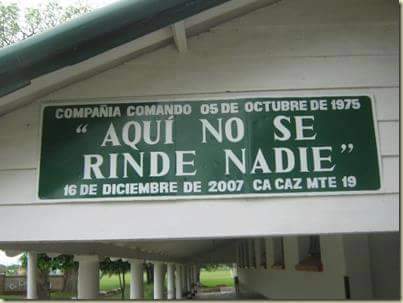 COMPAÑIA COMANDO 05 DE OCTUBRE DE 1975
“ AQUÍ NO SE
RINDE NADIE”
16 DE DICIEMBRE DE 2007 CA CAZ MTE 19